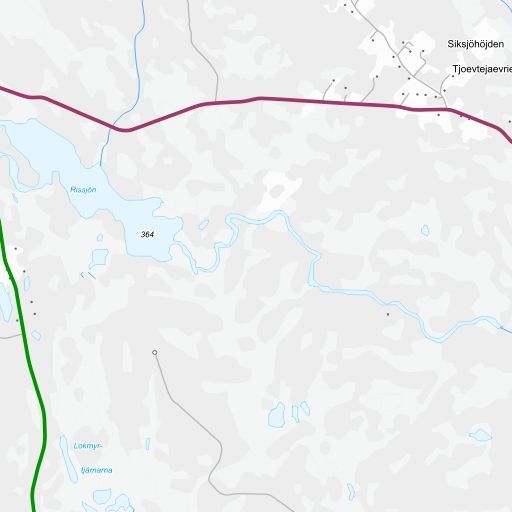 Siksjöhöjden
Tjoevtejaevrie
Rissjön
364
Lokmyr-
tjärnarna